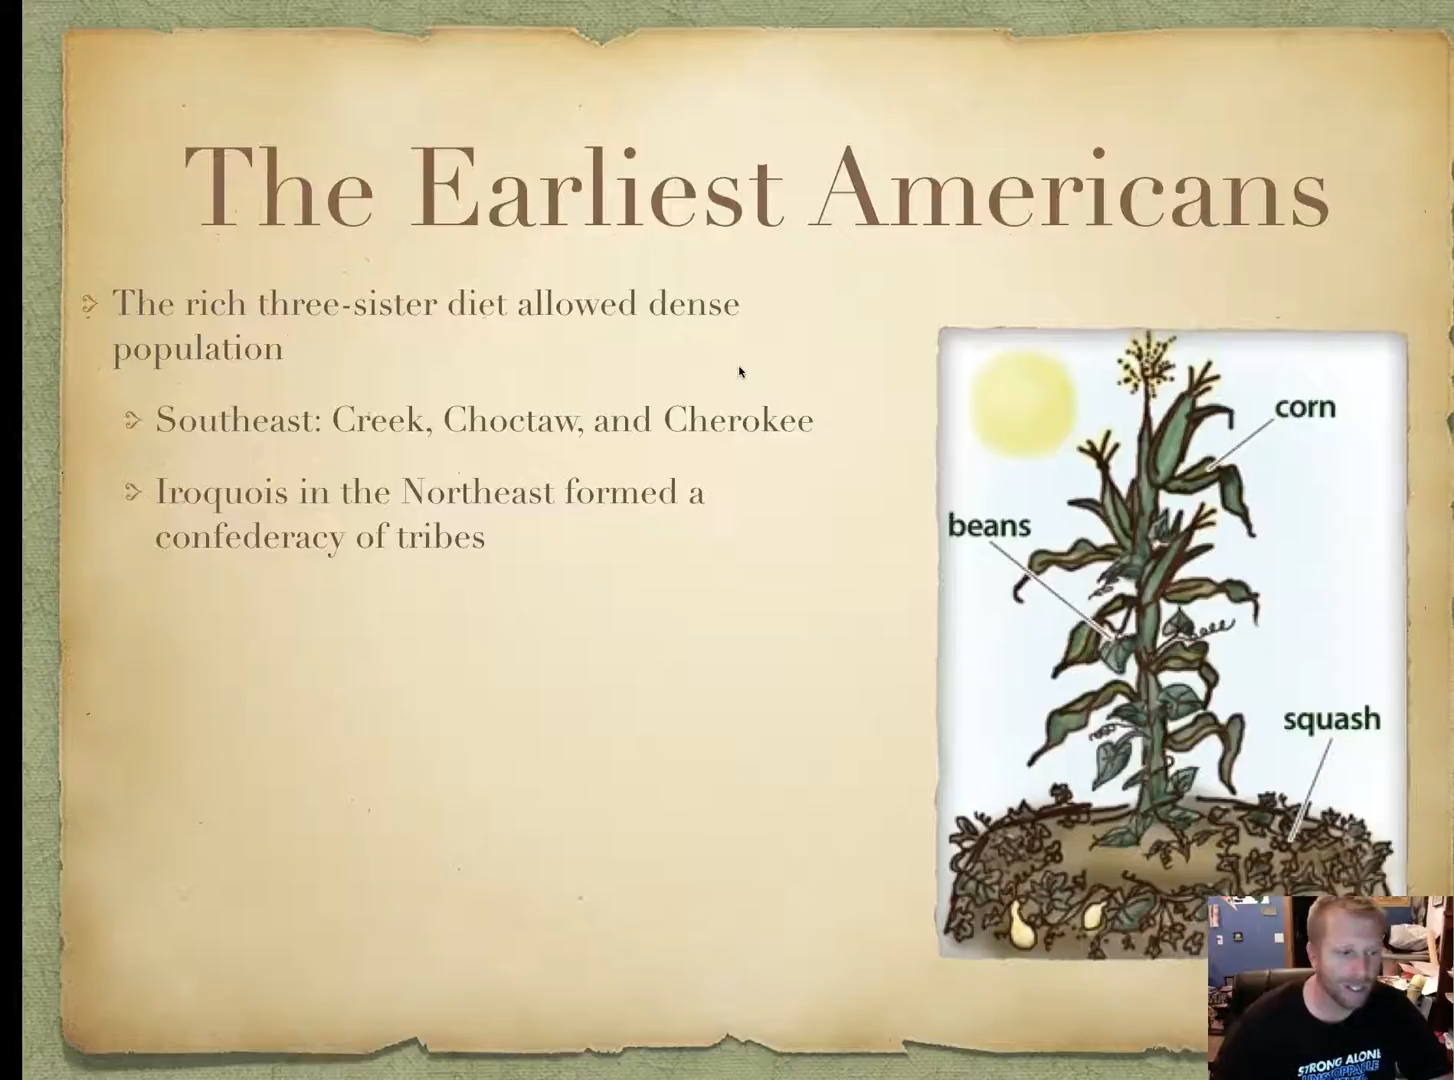 The Earliest Americans
The rich three-sister diet allowed dense
population
Southeast: Creek, Choctaw, and Cherokee
Iroquois in the Northeast formed a
confederacy of tribes
corn
beans
squash
STRONG ALONE
UNSTOPPABLE